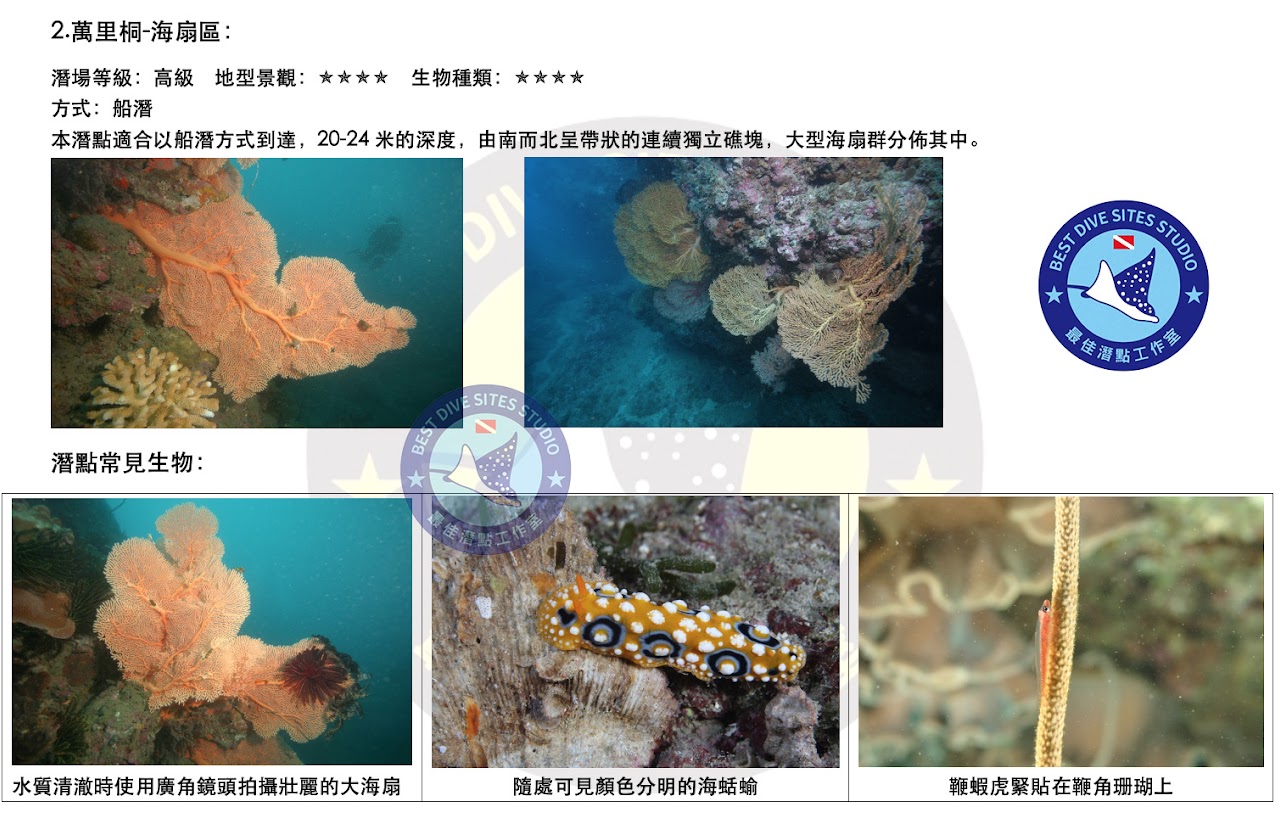 2.萬里桐-海扇區：
潛場等級：高級　地型景觀：★★★★　生物種類：★★★★
方式：船潛
本潛點適合以船潛方式到達，20-24 米的深度，由南而北呈帶狀的連續獨立礁塊，大型海扇群分佈其中。
BEST DIVE SITES STUDIO
最佳潛點工作室
BEST DIVE SITES STUDIO
最佳潛點工作室
潛點常見生物：
水質清澈時使用廣角鏡頭拍攝壯麗的大海扇
隨處可見顏色分明的海蛞蝓
鞭蝦虎緊貼在鞭角珊瑚上